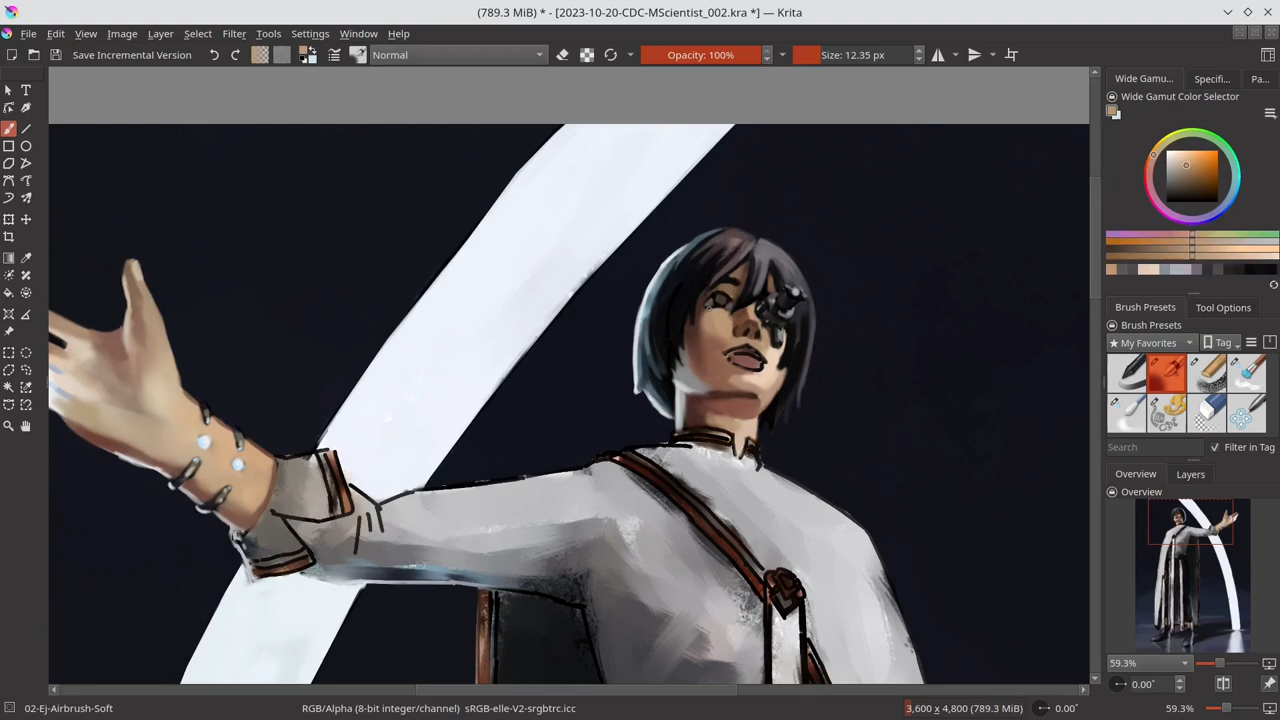 (789.3 MiB) * - [2023-10-20-CDC-MScientist_002.kra *] — Krita
File Edit View Image Layer Select Filter Tools Settings Window Help
Save Incremental Version Normal Opacity: 100% Size: 12.35 px
Wide Gamu... Specifi... Pa...
Wide Gamut Color Selector
Brush Presets Tool Options
Brush Presets
My Favorites Tag
Search Filter in Tag
Overview Layers
Overview
59.3%
0.00°
02-Ej-Airbrush-Soft RGB/Alpha (8-bit integer/channel) sRGB-elle-V2-srgbtrc.icc 3,600 x 4,800 (789.3 MiB) 0.00° 59.3%